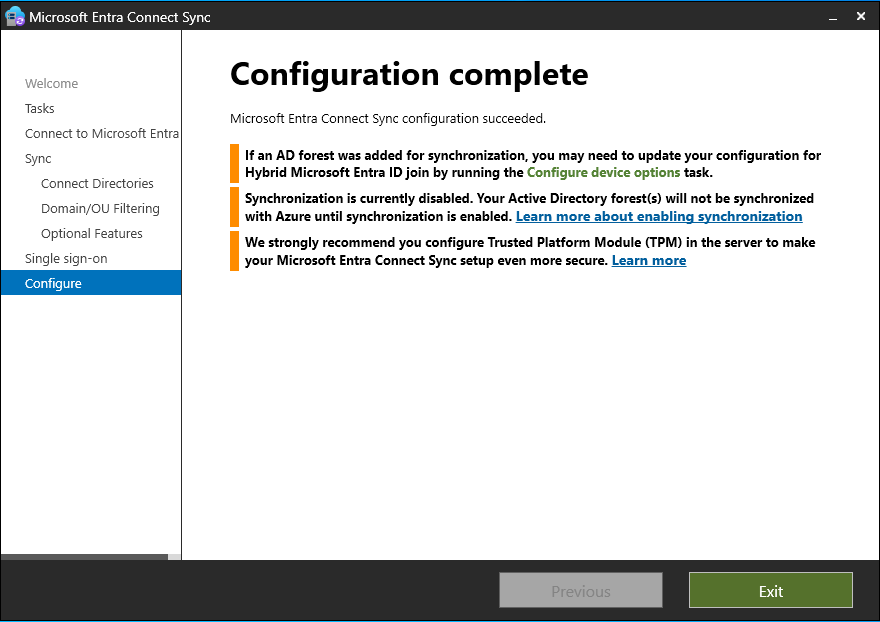 Microsoft Entra Connect Sync
Welcome
Tasks
Connect to Microsoft Entra
Sync
Connect Directories
Domain/OU Filtering
Optional Features
Single sign-on
Configure
Configuration complete
Microsoft Entra Connect Sync configuration succeeded.
If an AD forest was added for synchronization, you may need to update your configuration for
Hybrid Microsoft Entra ID join by running the Configure device options task.
Synchronization is currently disabled. Your Active Directory forest(s) will not be synchronized
with Azure until synchronization is enabled. Learn more about enabling synchronization
We strongly recommend you configure Trusted Platform Module (TPM) in the server to make
your Microsoft Entra Connect Sync setup even more secure. Learn more
Previous
Exit